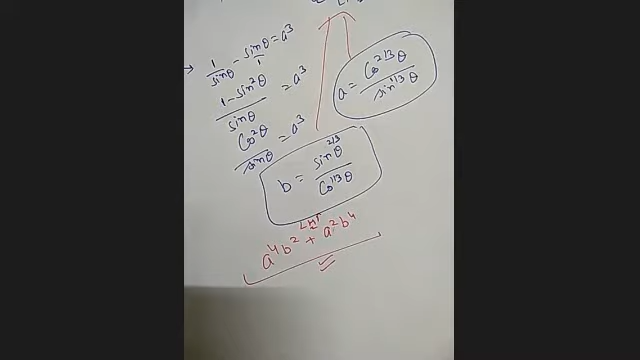 1/sinθ - sinθ/1 = a³
1-sin²θ/sinθ = a³
Cos²θ/sinθ = a³
a = Cos^2/3 θ / sin^1/3 θ
b = sin^2/3 θ / Cos^1/3 θ
LHS
a⁴b² + a²b⁴